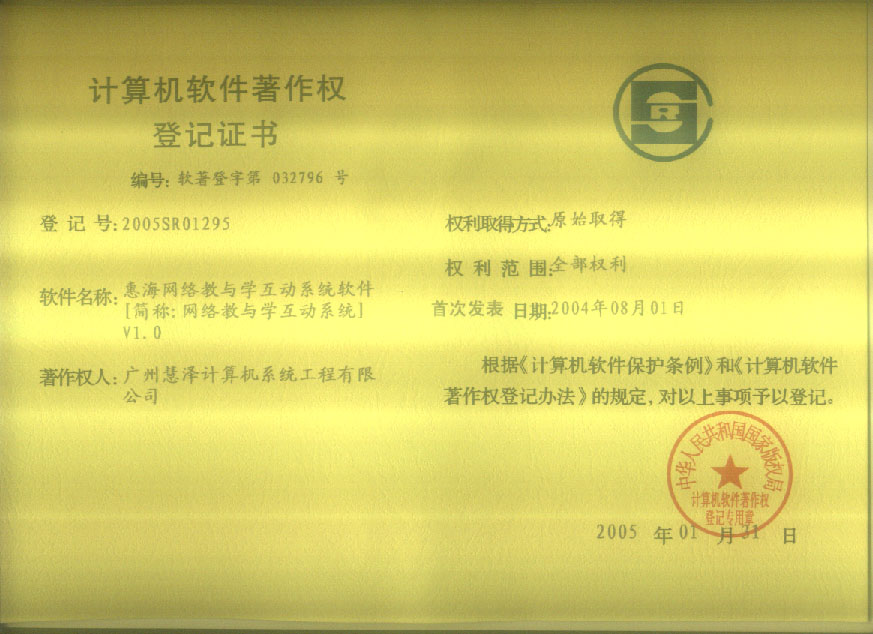 计算机软件著作权
登记证书
编号: 软著登字第 032796 号
登 记 号: 2005SR01295
软件名称: 惠海网络教与学互动系统软件
[简称: 网络教与学互动系统]
V1.0
著作权人: 广州慧泽计算机系统工程有限
公司
R
权利取得方式: 原始取得
权 利 范 围: 全部权利
首次发表 日期: 2004年08月01日
根据《计算机软件保护条例》和《计算机软件
著作权登记办法》的规定, 对以上事项予以登记。
中华人民共和国国家版权局
计算机软件著作权
登记专用章
2005 年 01 月 31 日